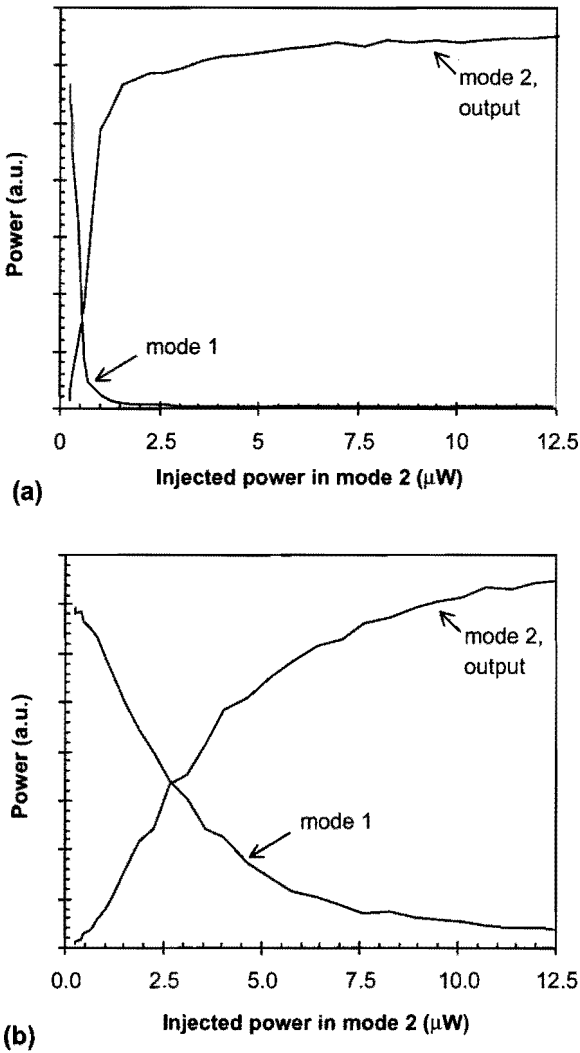 Power (a.u.)
mode 2,
output
mode 1
0 2.5 5 7.5 10 12.5
Injected power in mode 2 (μW)
(a)
Power (a.u.)
mode 2,
output
mode 1
0.0 2.5 5.0 7.5 10.0 12.5
Injected power in mode 2 (μW)
(b)